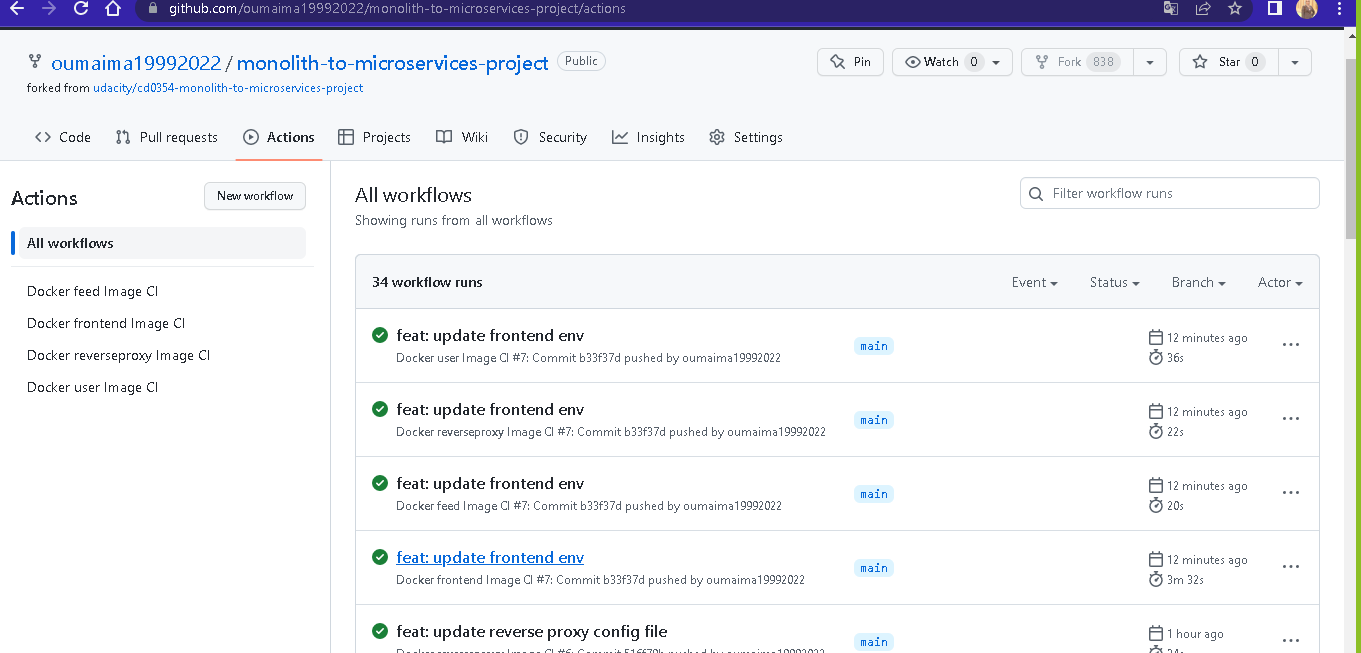 github.com/oumaima19992022/monolith-to-microservices-project/actions
oumaima19992022 / monolith-to-microservices-project Public
Pin Watch 0 Fork 838 Star 0
forked from udacity/cd0354-monolith-to-microservices-project
Code Pull requests Actions Projects Wiki Security Insights Settings
Actions
New workflow
All workflows
Docker feed Image CI
Docker frontend Image CI
Docker reverseproxy Image CI
Docker user Image CI
All workflows
Showing runs from all workflows
Filter workflow runs
34 workflow runs
Event Status Branch Actor
feat: update frontend env
Docker user Image CI #7: Commit b33f37d pushed by oumaima19992022
main
12 minutes ago
36s
feat: update frontend env
Docker reverseproxy Image CI #7: Commit b33f37d pushed by oumaima19992022
main
12 minutes ago
22s
feat: update frontend env
Docker feed Image CI #7: Commit b33f37d pushed by oumaima19992022
main
12 minutes ago
20s
feat: update frontend env
Docker frontend Image CI #7: Commit b33f37d pushed by oumaima19992022
main
12 minutes ago
3m 32s
feat: update reverse proxy config file
main
1 hour ago